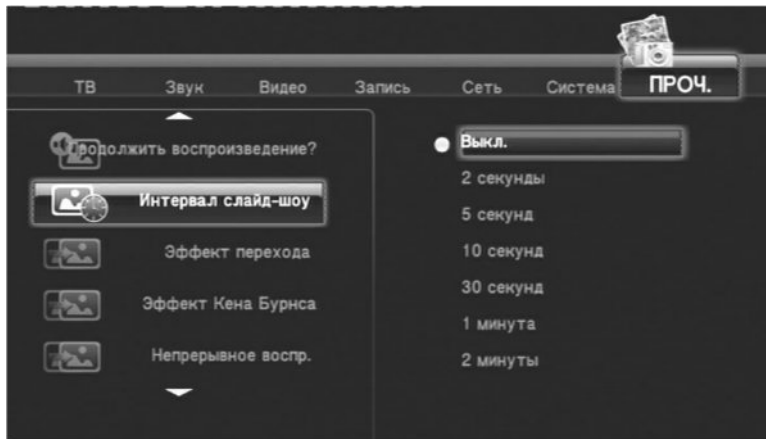 ТВ Звук Видео Запись Сеть Система ПРОЧ.
Продолжить воспроизведение?
Интервал слайд-шоу
Эффект перехода
Эффект Кена Бурнса
Непрерывное воспр.
Выкл.
2 секунды
5 секунд
10 секунд
30 секунд
1 минута
2 минуты